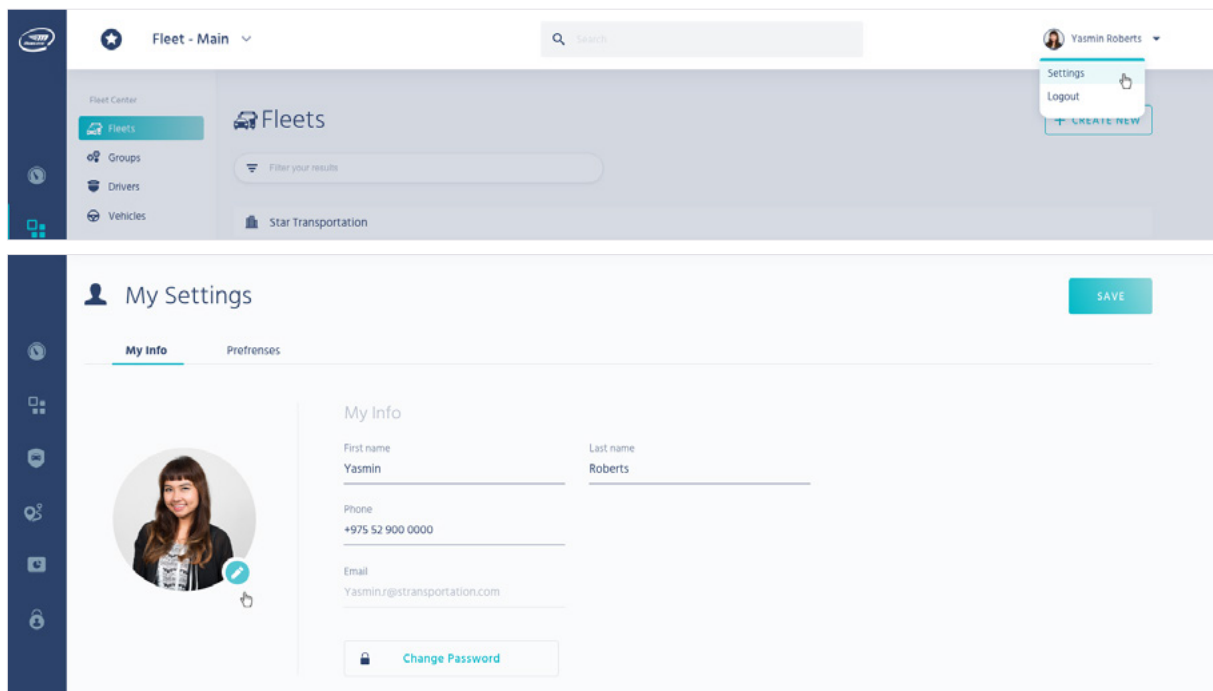 Fleet - Main
Search
Yasmin Roberts
Settings
Logout
Fleet Center
Fleets
Fleets
+ CREATE NEW
Groups
Filter your results
Drivers
Vehicles
Star Transportation
My Settings
SAVE
My Info
Prefrenses
My Info
First name
Last name
Yasmin
Roberts
Phone
+975 52 900 0000
Email
Yasmin.r@istransportation.com
Change Password